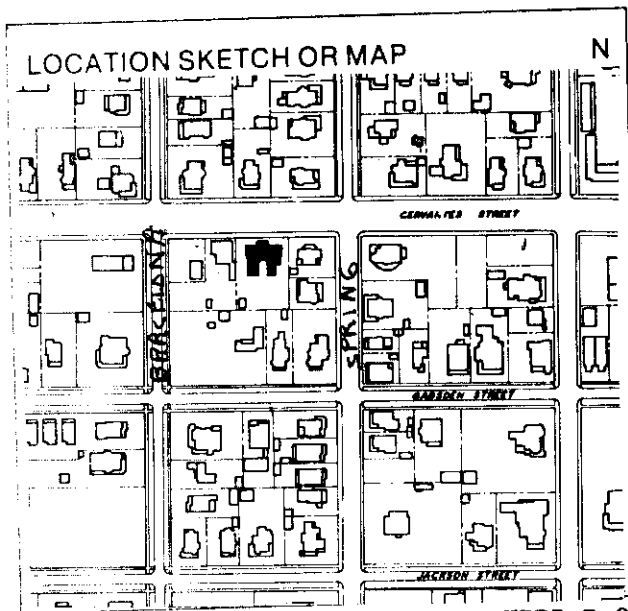 LOCATION SKETCH OR MAP N
CERVANTES STREET
BARCELONA
SPRING
GADSDEN STREET
JACKSON STREET